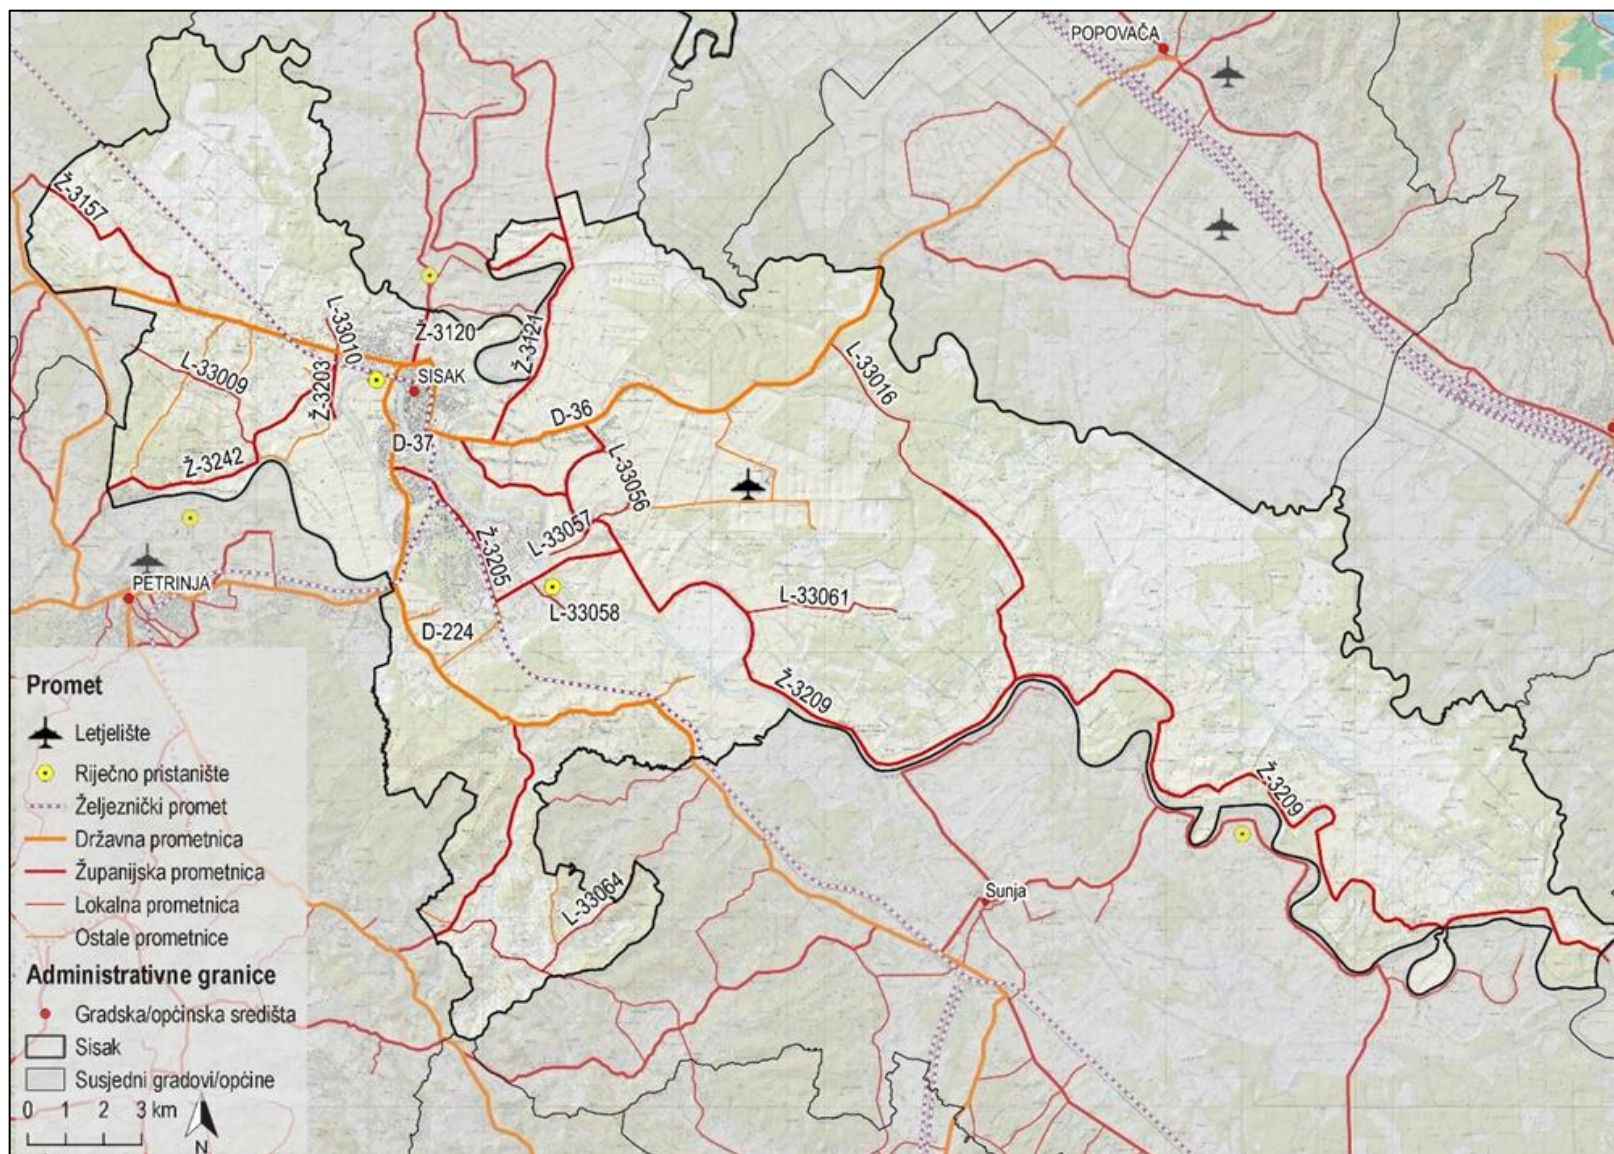 POPOVAČA
Ž-3157
L-33010
Ž-3120
Ž-3121
L-33009
Ž-3203
SISAK
L-33016
D-36
D-37
Ž-3242
L-33056
L-33057
Ž-3205
PETRINJA
L-33058
L-33061
D-224
Ž-3209
Ž-3209
L-33064
Sunja
Promet
Letjelište
Riječno pristanište
Željeznički promet
Državna prometnica
Županijska prometnica
Lokalna prometnica
Ostale prometnice
Administrativne granice
Gradska/općinska središta
Sisak
Susjedni gradovi/općine
0 1 2 3 km
N